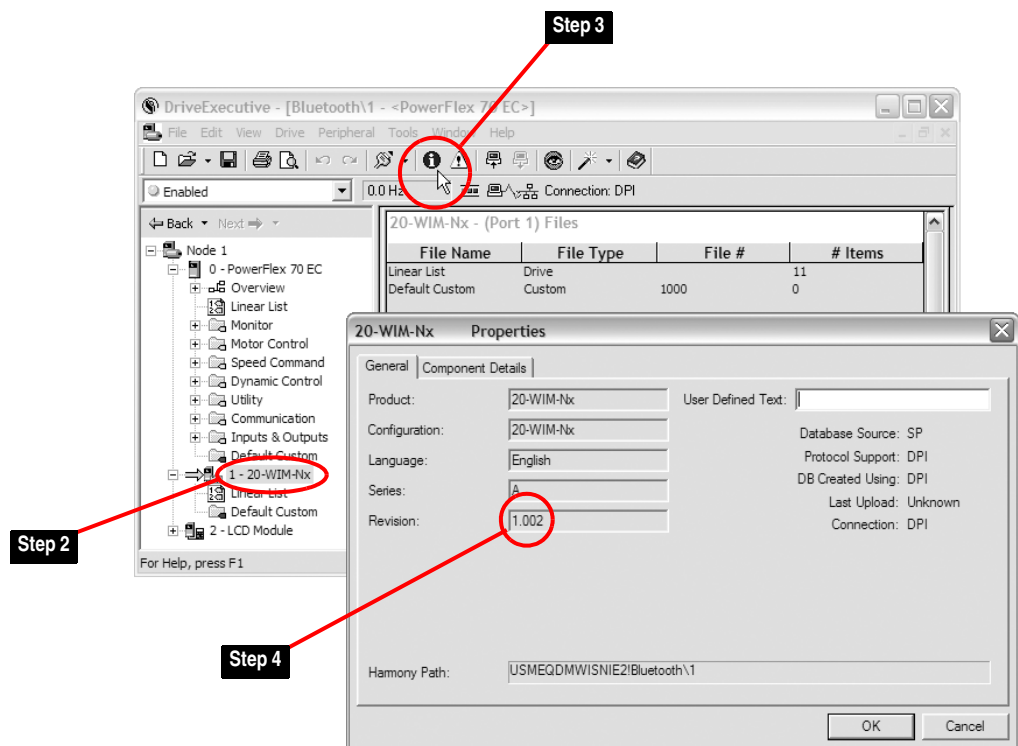 Step 3
DriveExecutive - [Bluetooth\1 - <PowerFlex 70 EC>]
File Edit View Drive Peripheral Tools Window Help
Enabled
0.0 Hz
Connection: DPI
Back Next
20-WIM-Nx - (Port 1) Files
File Name File Type File # # Items
Linear List Drive 11
Default Custom Custom 1000 0
Node 1
0 - PowerFlex 70 EC
Overview
Linear List
Monitor
Motor Control
Speed Command
Dynamic Control
Utility
Communication
Inputs & Outputs
Default Custom
1 - 20-WIM-Nx
Linear List
Default Custom
2 - LCD Module
For Help, press F1
Step 2
20-WIM-Nx Properties
General Component Details
Product: 20-WIM-Nx
Configuration: 20-WIM-Nx
Language: English
Series: A
Revision: 1.002
User Defined Text:
Database Source: SP
Protocol Support: DPI
DB Created Using: DPI
Last Upload: Unknown
Connection: DPI
Step 4
Harmony Path: USMEQDMWISNIE2!Bluetooth\1
OK Cancel